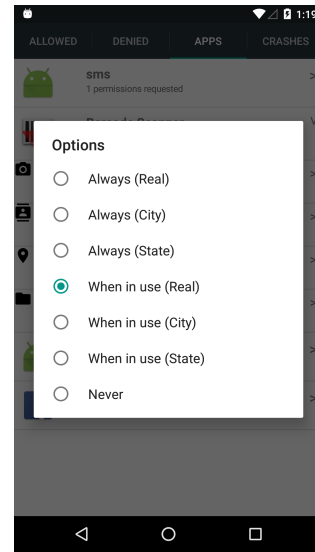 1:19
ALLOWED
DENIED
APPS
CRASHES
sms
1 permissions requested
Options
Always (Real)
Always (City)
Always (State)
When in use (Real)
When in use (City)
When in use (State)
Never